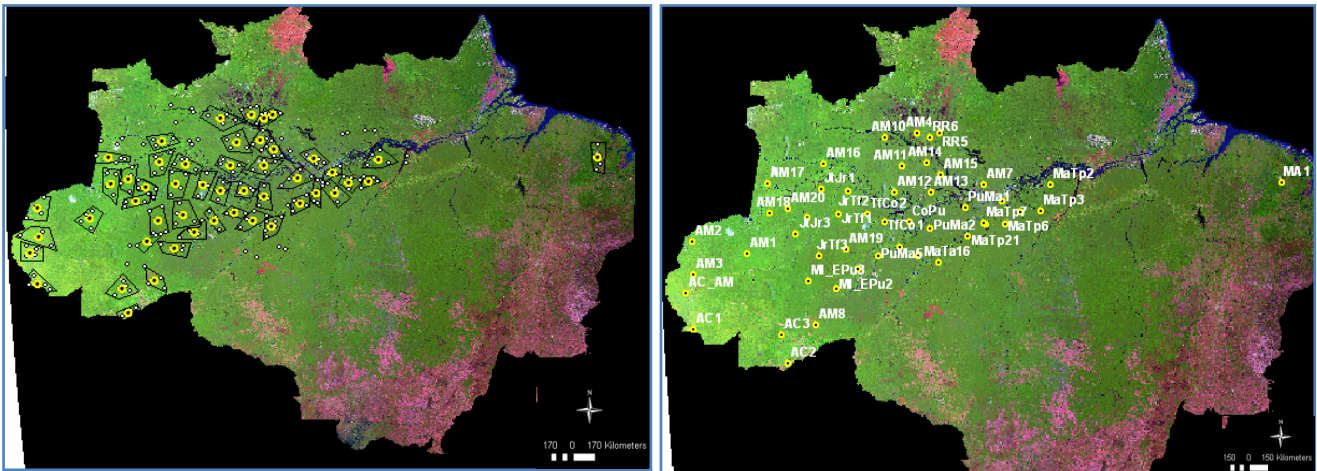 N
170 0 170 Kilometers
AM10 AM4 RR6
RR5
AM16 AM11 AM14
AM15
AM17 JtJr1 AM7 MaTp2 MA1
AM20 AM12 AM13
AM18 JrTf2 TfCo2 PuMa1 MaTp3
JtJr3 JrTf1 TfCo1 CoPu MaTp7
PuMa2 MaTp6
AM2 AM1 AM19 MaTp21
JrTf3 PuMa5 MaTa16
AM3 MI_EPu3
AC_AM MI_EPu2
AC1 AC3 AM8
AC2
N
150 0 150 Kilometers